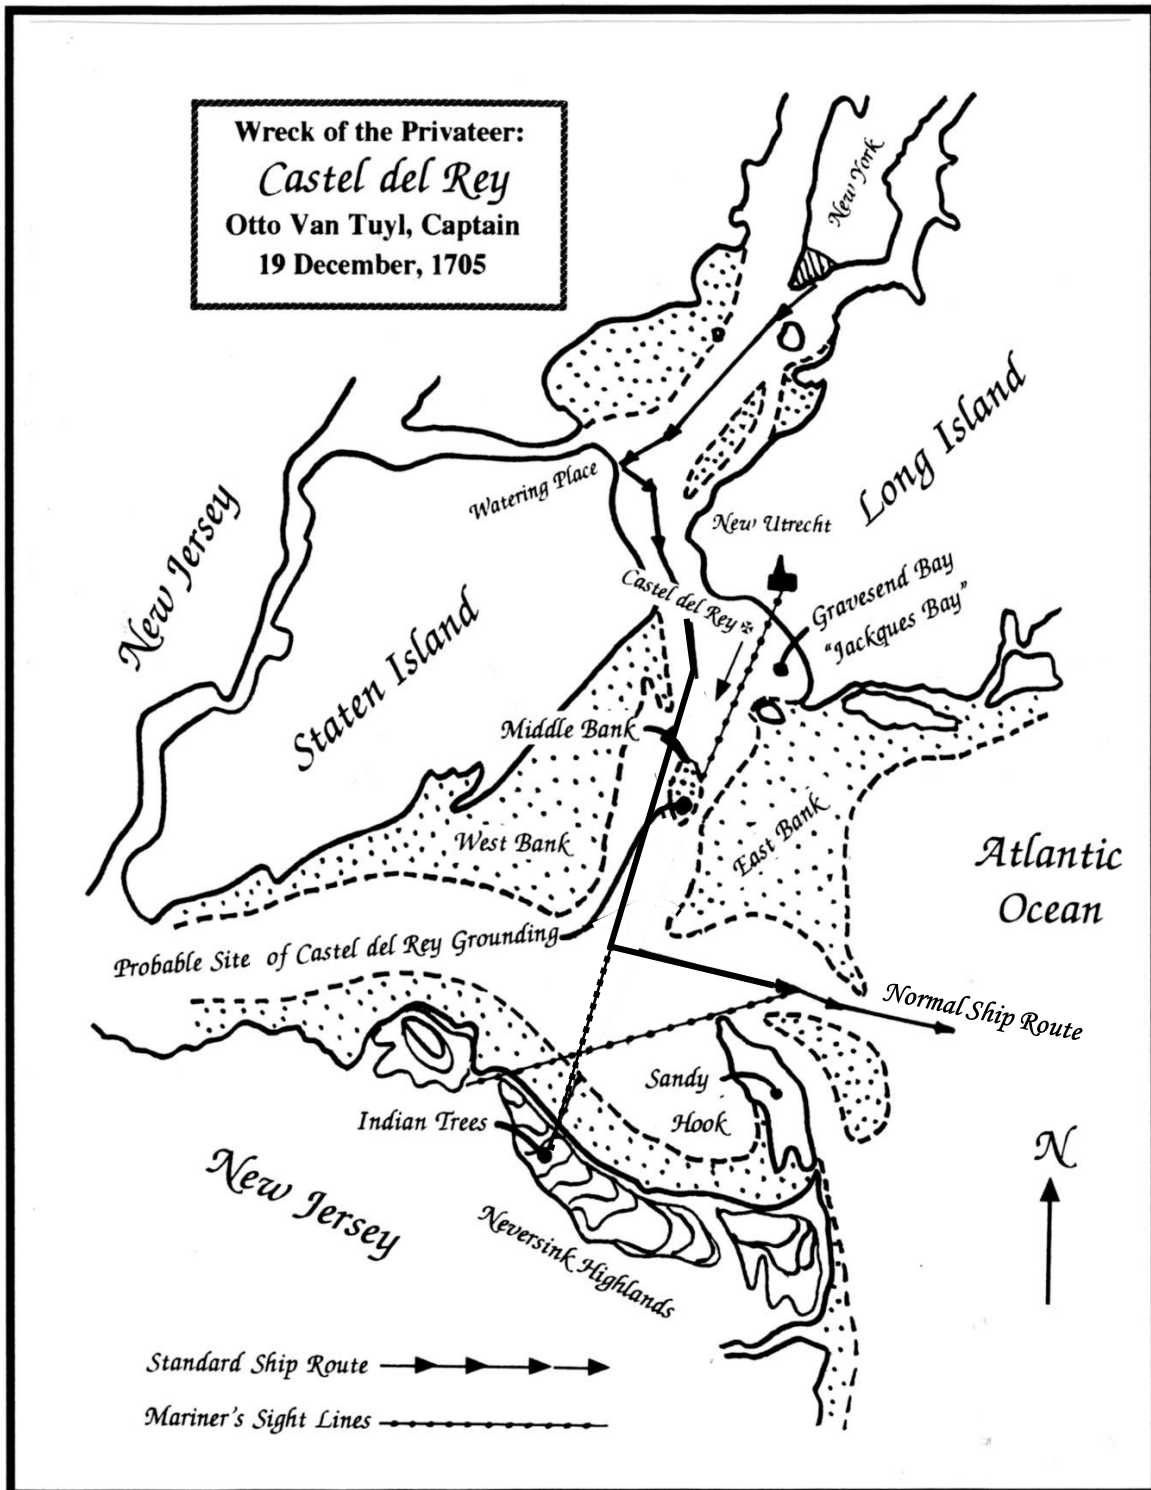 Wreck of the Privateer:
Castel del Rey
Otto Van Tuyl, Captain
19 December, 1705
New York
Long Island
New Jersey
Watering Place
New Utrecht
Castel del Rey
Gravesend Bay
"Jackques Bay"
Staten Island
Middle Bank
West Bank
East Bank
Atlantic
Ocean
Probable Site of Castel del Rey Grounding
Normal Ship Route
Sandy
Hook
Indian Trees
N
New Jersey
Neversink Highlands
Standard Ship Route
Mariner's Sight Lines